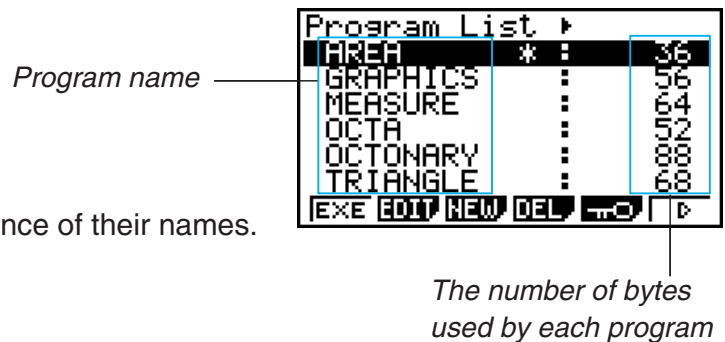 Program List
AREA * : 36
Program name
GRAPHICS : 56
MEASURE : 64
OCTA : 52
OCTONARY : 88
TRIANGLE : 68
EXE EDIT NEW DEL
nce of their names.
The number of bytes
used by each program